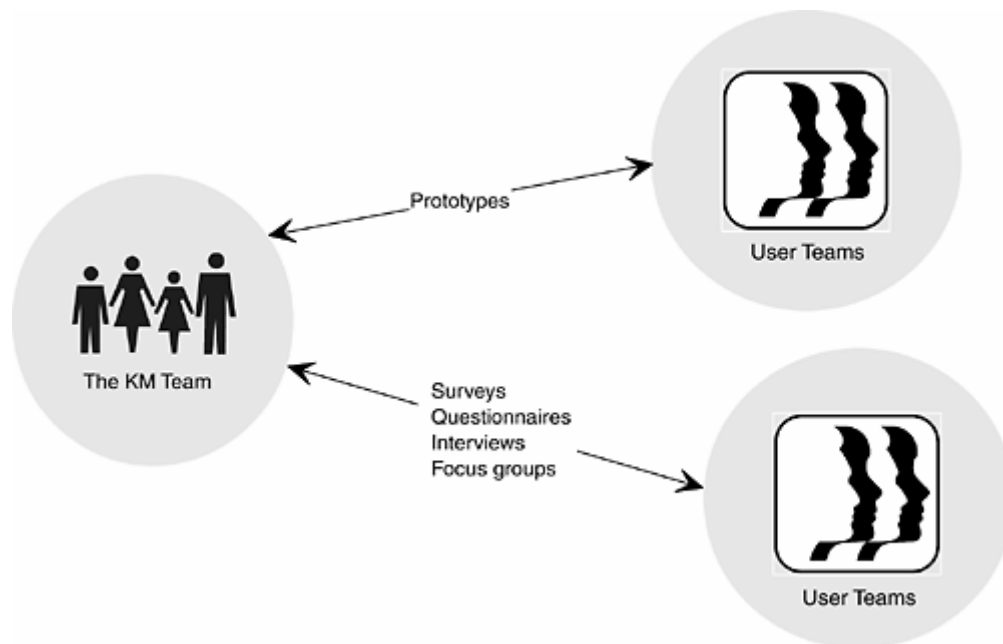 Prototypes
User Teams
The KM Team
Surveys
Questionnaires
Interviews
Focus groups
User Teams